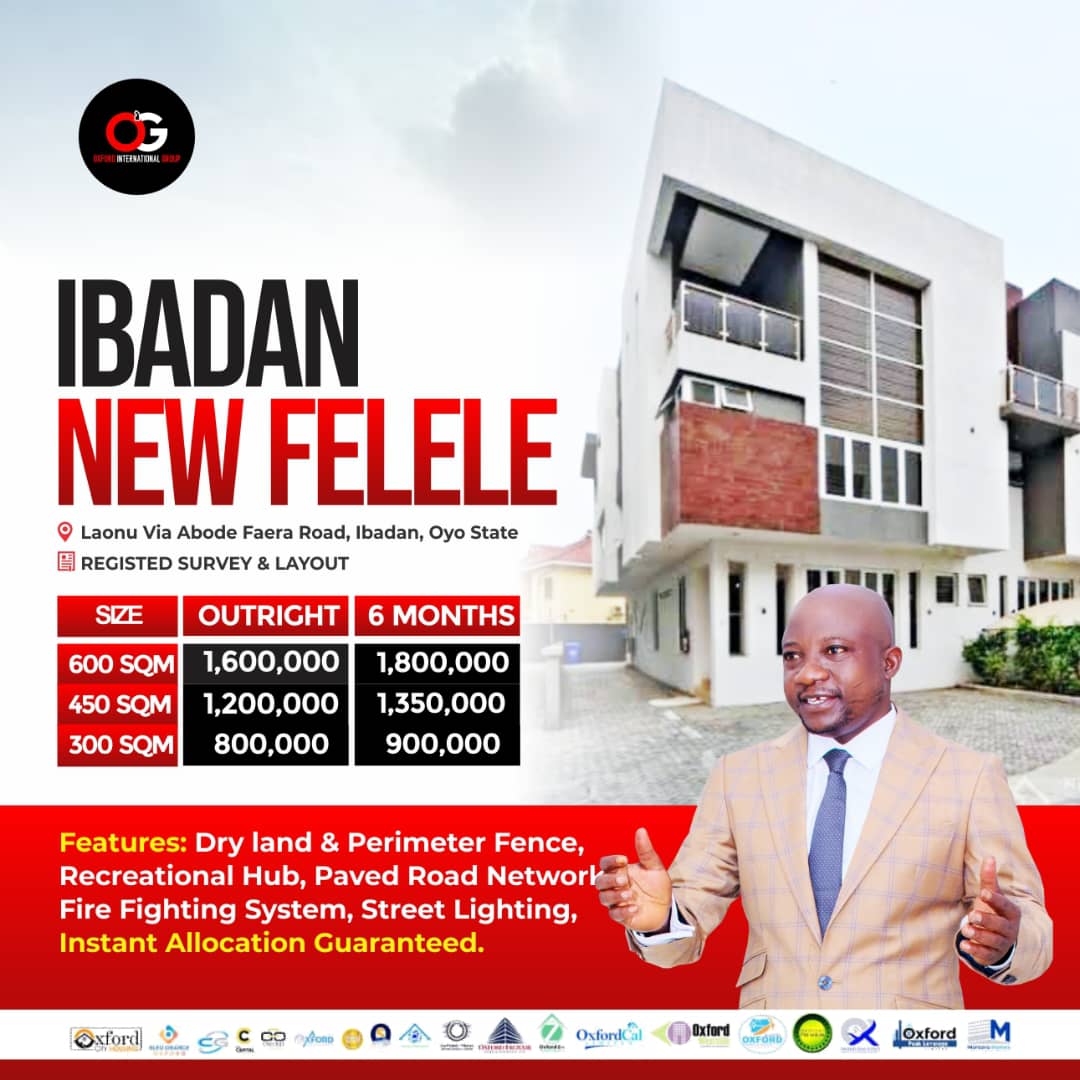 O'G
OXFORD INTERNATIONAL GROUP
IBADAN
NEW FELELE
Laonu Via Abode Faera Road, Ibadan, Oyo State
REGISTED SURVEY & LAYOUT
SIZE OUTRIGHT 6 MONTHS
600 SQM 1,600,000 1,800,000
450 SQM 1,200,000 1,350,000
300 SQM 800,000 900,000
Features: Dry land & Perimeter Fence,
Recreational Hub, Paved Road Network
Fire Fighting System, Street Lighting,
Instant Allocation Guaranteed.
Oxford
OxfordCal
Oxford
OXFORD
Oxford
M